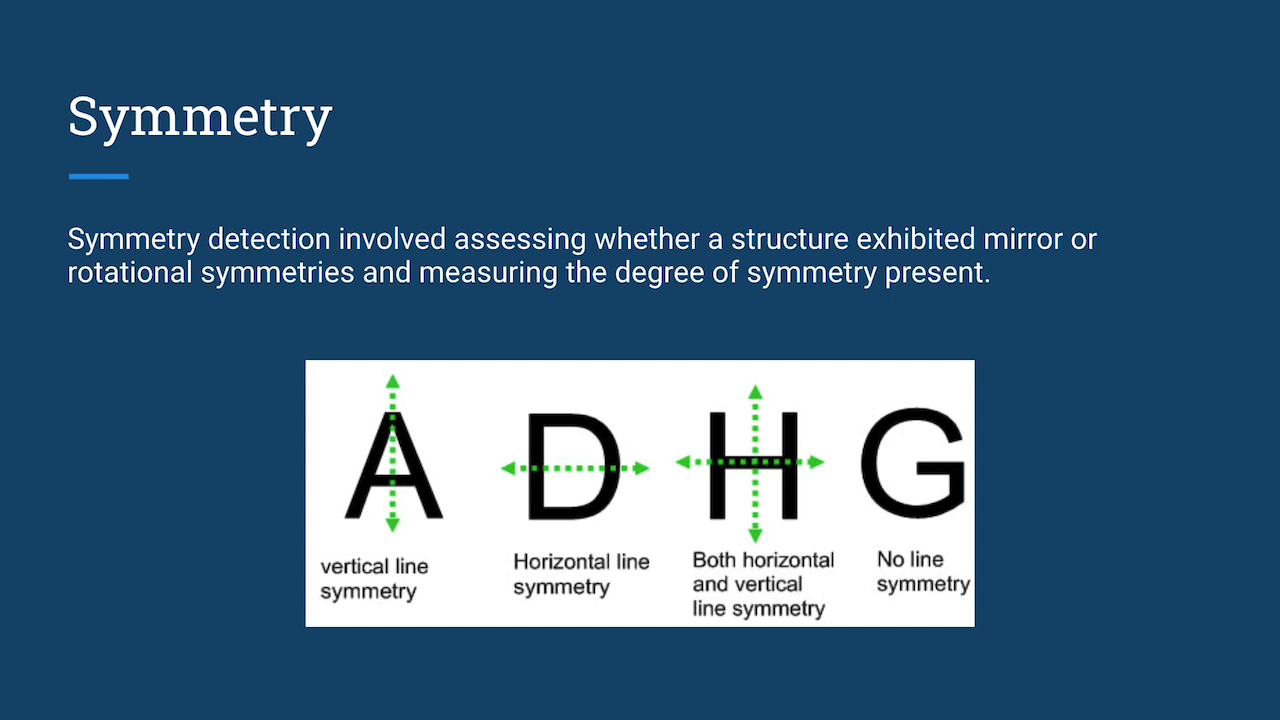 Symmetry
Symmetry detection involved assessing whether a structure exhibited mirror or
rotational symmetries and measuring the degree of symmetry present.
A D H G
vertical line
symmetry
Horizontal line
symmetry
Both horizontal
and vertical
line symmetry
No line
symmetry